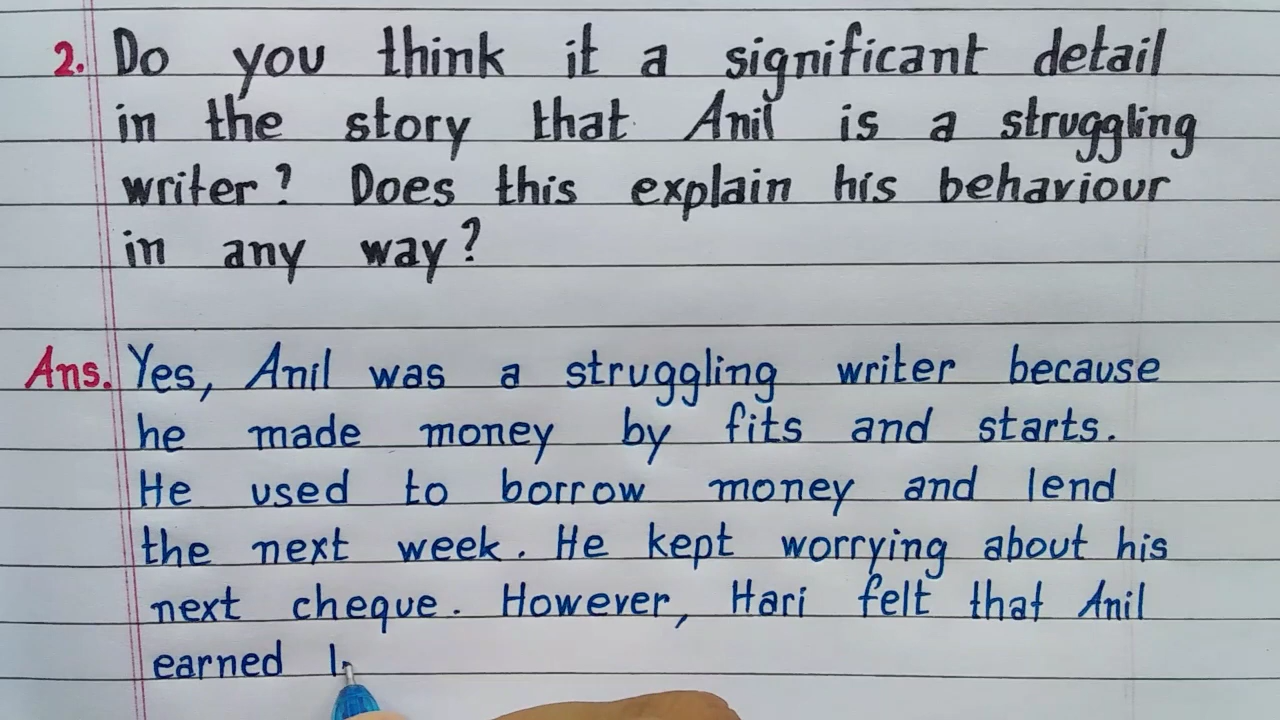 2. Do you think it a significant detail
in the story that Anil is a struggling
writer? Does this explain his behaviour
in any way?
Ans. Yes, Anil was a struggling writer because
he made money by fits and starts.
He used to borrow money and lend
the next week. He kept worrying about his
next cheque. However, Hari felt that Anil
earned